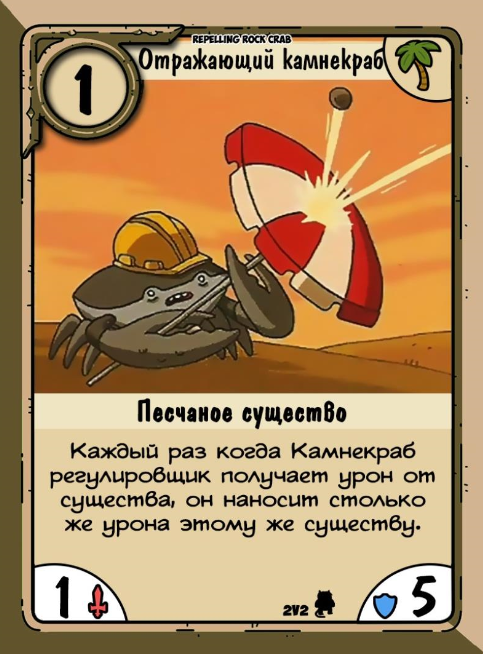 REPELLING ROCK CRAB
1
Отражающий камнекраб
Песчаное существо
Каждый раз когда Камнекраб
регулировщик получает урон от
существа, он наносит столько
же урона этому же существу.
1
2V2
5